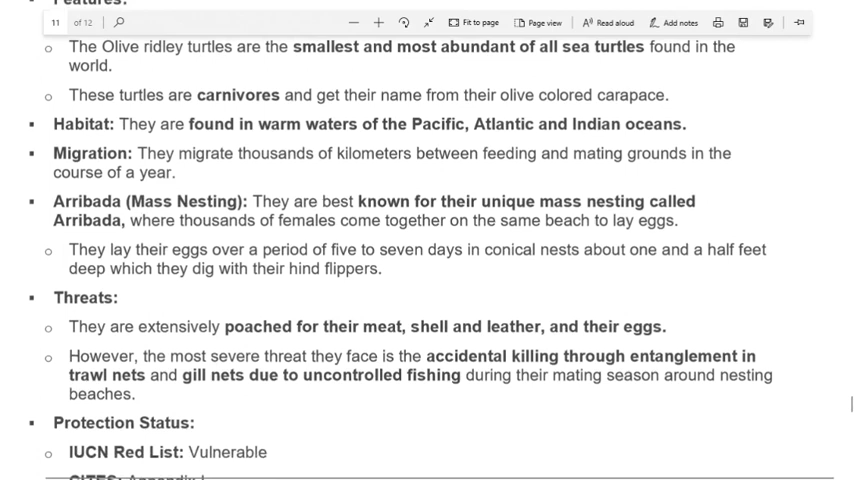 Features:
11 of 12 Fit to page Page view Read aloud Add notes
The Olive ridley turtles are the smallest and most abundant of all sea turtles found in the
world.
These turtles are carnivores and get their name from their olive colored carapace.
Habitat: They are found in warm waters of the Pacific, Atlantic and Indian oceans.
Migration: They migrate thousands of kilometers between feeding and mating grounds in the
course of a year.
Arribada (Mass Nesting): They are best known for their unique mass nesting called
Arribada, where thousands of females come together on the same beach to lay eggs.
They lay their eggs over a period of five to seven days in conical nests about one and a half feet
deep which they dig with their hind flippers.
Threats:
They are extensively poached for their meat, shell and leather, and their eggs.
However, the most severe threat they face is the accidental killing through entanglement in
trawl nets and gill nets due to uncontrolled fishing during their mating season around nesting
beaches.
Protection Status:
IUCN Red List: Vulnerable
CITES: Appendix I